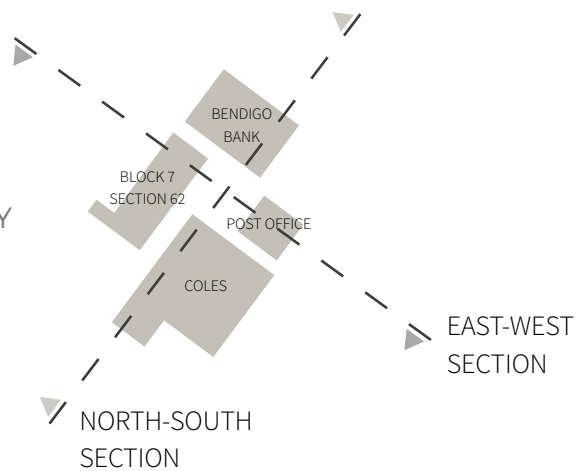 BENDIGO
BANK
BLOCK 7
SECTION 62
Y
POST OFFICE
COLES
EAST-WEST
SECTION
NORTH-SOUTH
SECTION